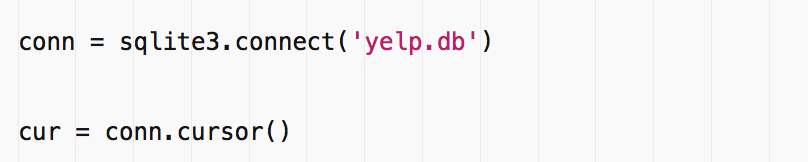 conn = sqlite3.connect('yelp.db')
cur = conn.cursor()